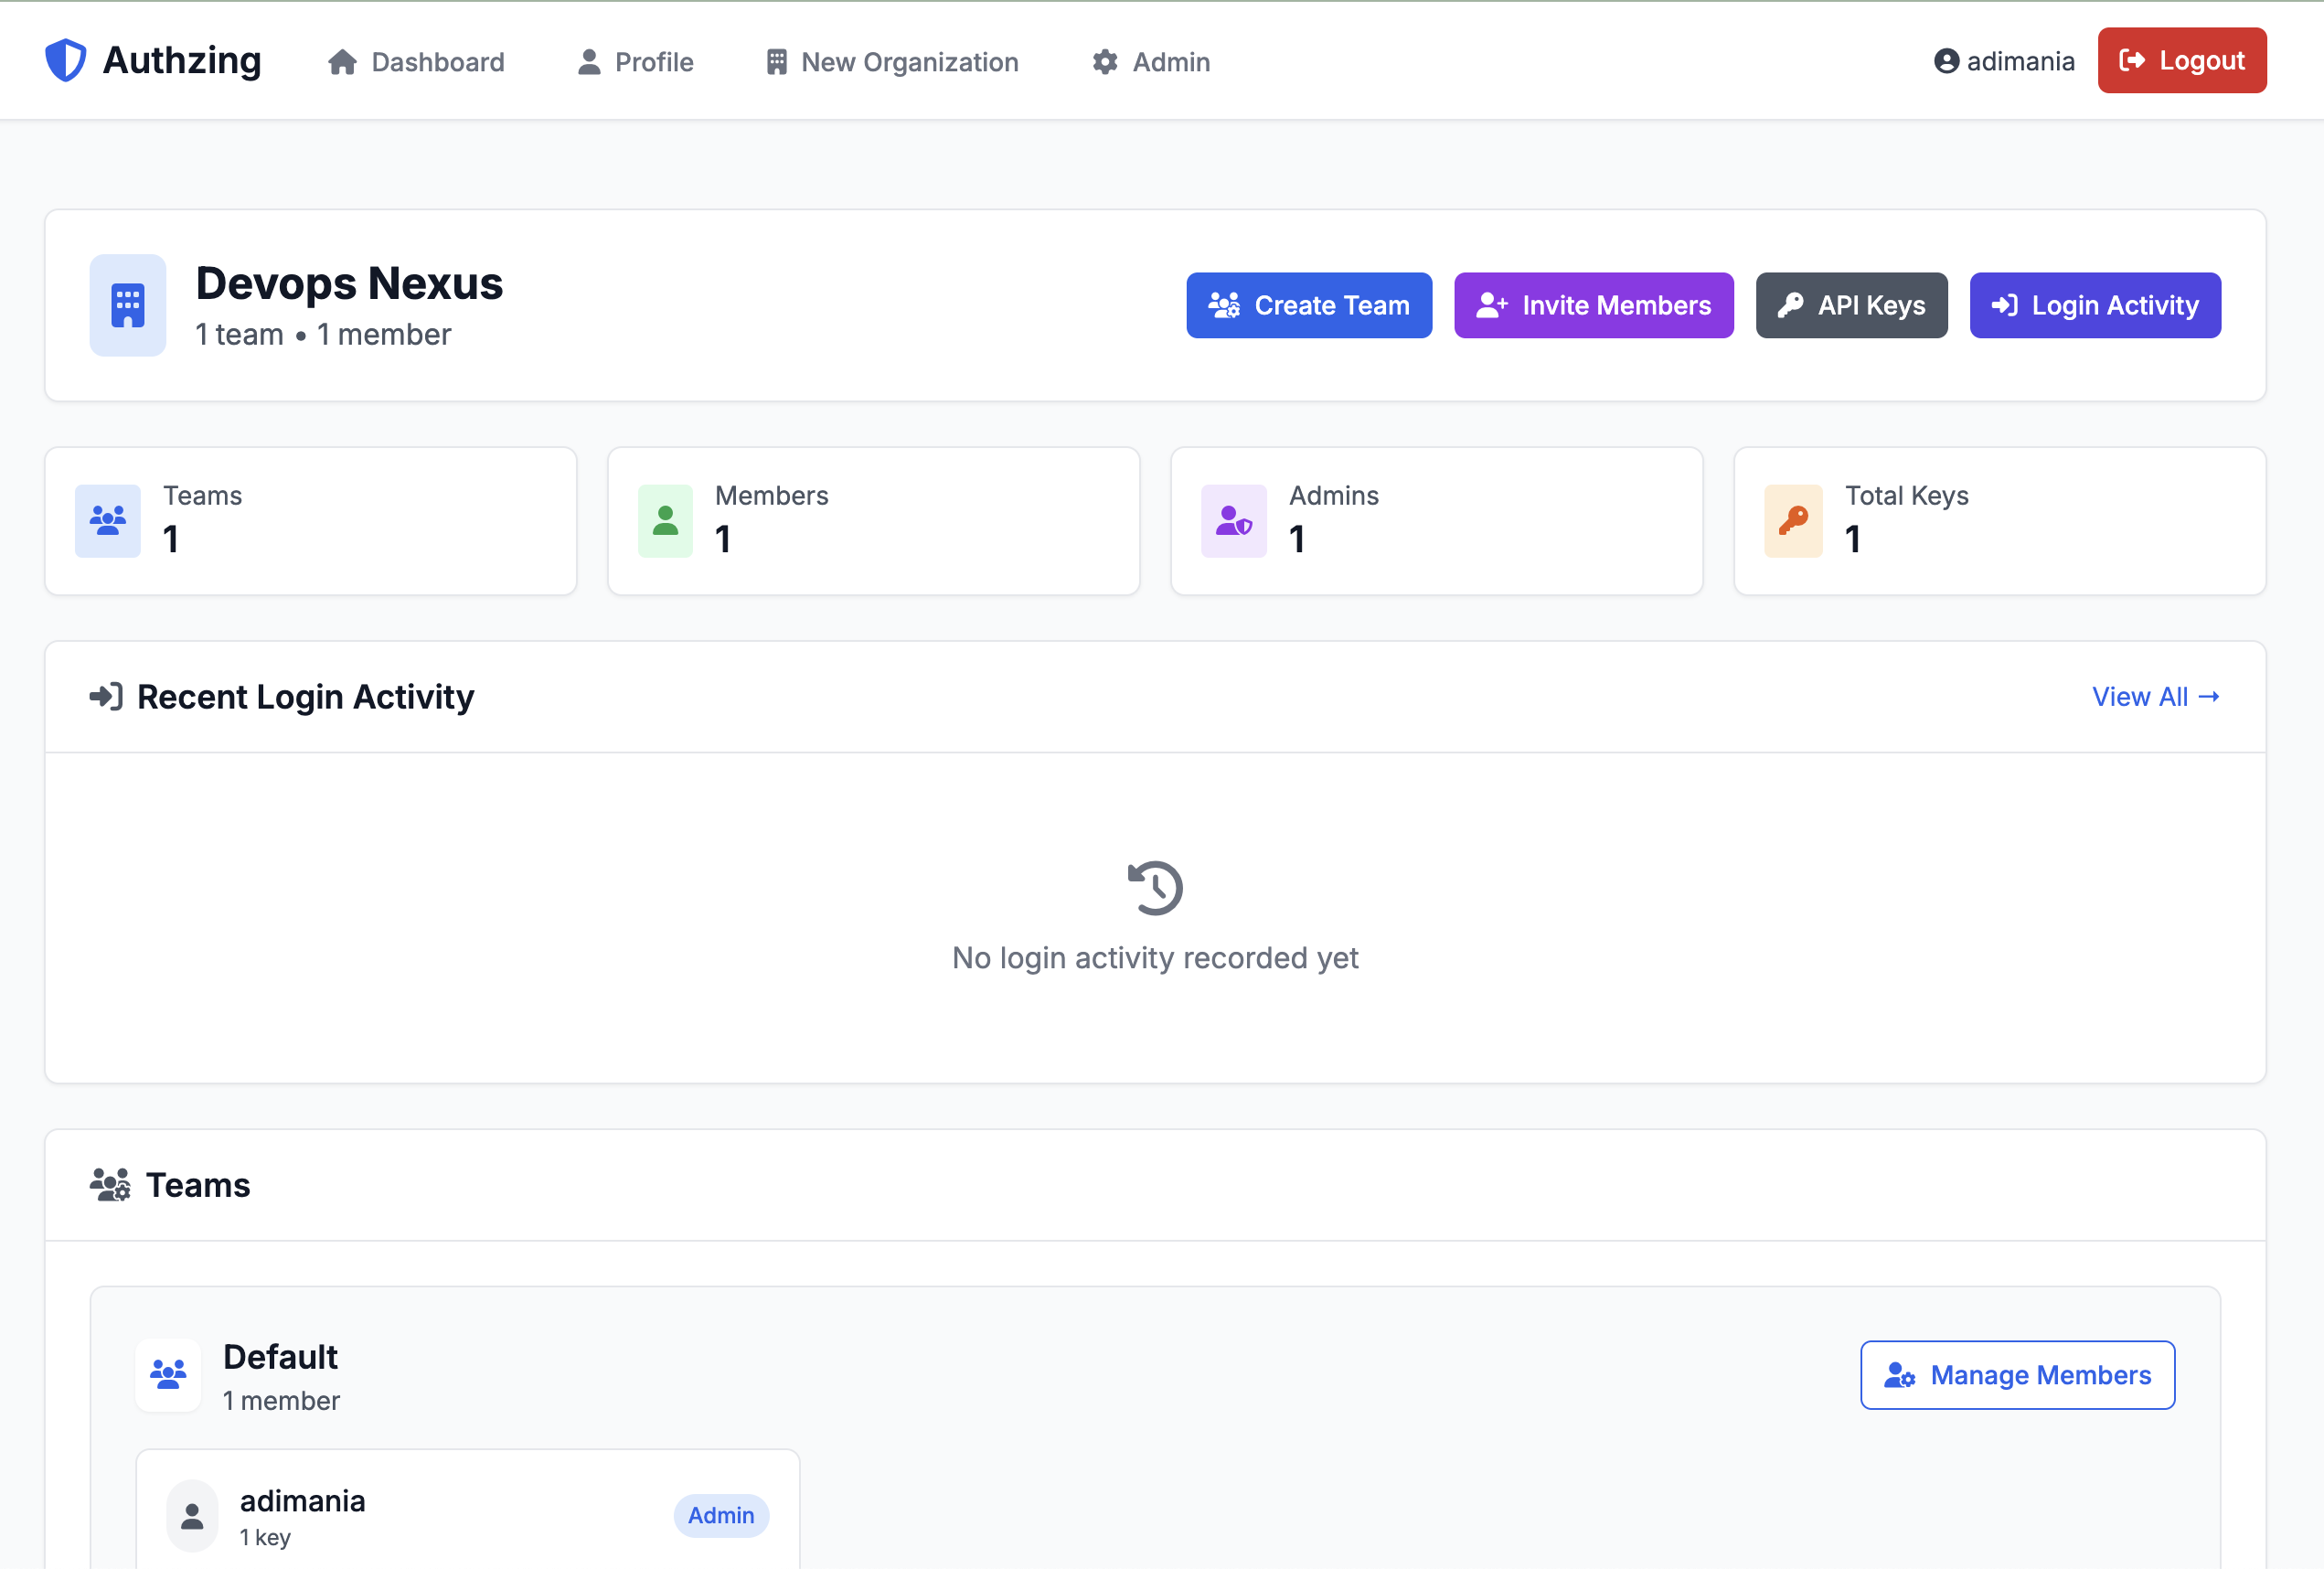 Authzing
Dashboard
Profile
New Organization
Admin
adimania
Logout
Devops Nexus
1 team • 1 member
Create Team
Invite Members
API Keys
Login Activity
Teams
1
Members
1
Admins
1
Total Keys
1
Recent Login Activity
View All →
No login activity recorded yet
Teams
Default
1 member
Manage Members
adimania
1 key
Admin